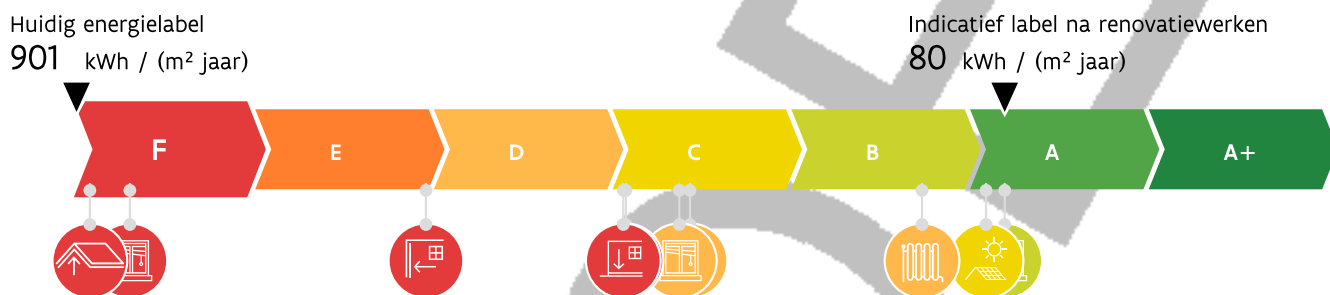 Huidig energielabel
901 kWh / (m² jaar)
Indicatief label na renovatiewerken
80 kWh / (m² jaar)
F E D C B A A+